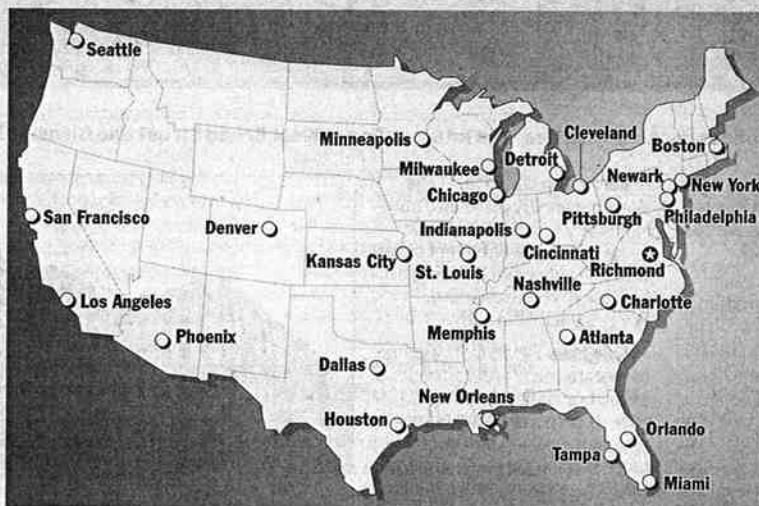 Seattle
Minneapolis
Cleveland
Boston
Milwaukee
Detroit
Newark
New York
Chicago
San Francisco
Denver
Indianapolis
Pittsburgh
Philadelphia
Kansas City
St. Louis
Cincinnati
Richmond
Nashville
Los Angeles
Charlotte
Memphis
Phoenix
Atlanta
Dallas
New Orleans
Houston
Orlando
Tampa
Miami